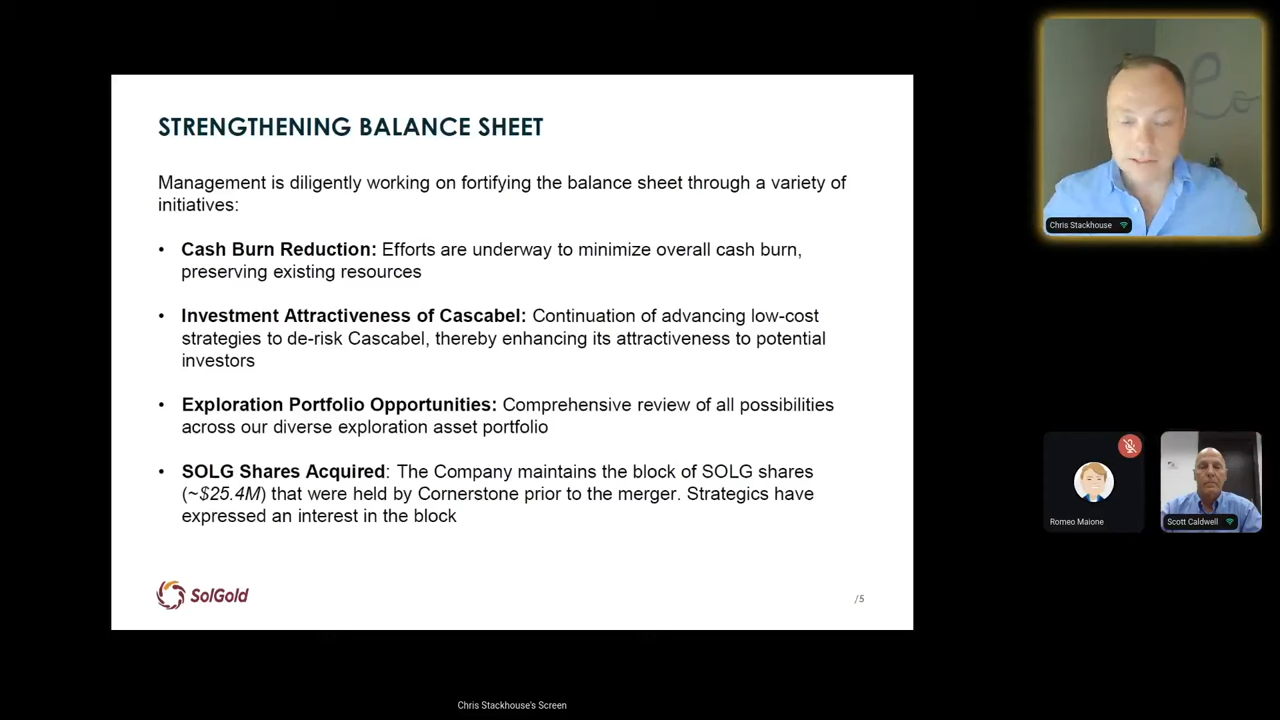 STRENGTHENING BALANCE SHEET
Management is diligently working on fortifying the balance sheet through a variety of
initiatives:
• Cash Burn Reduction: Efforts are underway to minimize overall cash burn,
preserving existing resources
• Investment Attractiveness of Cascabel: Continuation of advancing low-cost
strategies to de-risk Cascabel, thereby enhancing its attractiveness to potential
investors
• Exploration Portfolio Opportunities: Comprehensive review of all possibilities
across our diverse exploration asset portfolio
• SOLG Shares Acquired: The Company maintains the block of SOLG shares
(~$25.4M) that were held by Cornerstone prior to the merger. Strategics have
expressed an interest in the block
SolGold
/5
Chris Stackhouse
Romeo Maione
Scott Caldwell
Chris Stackhouse's Screen